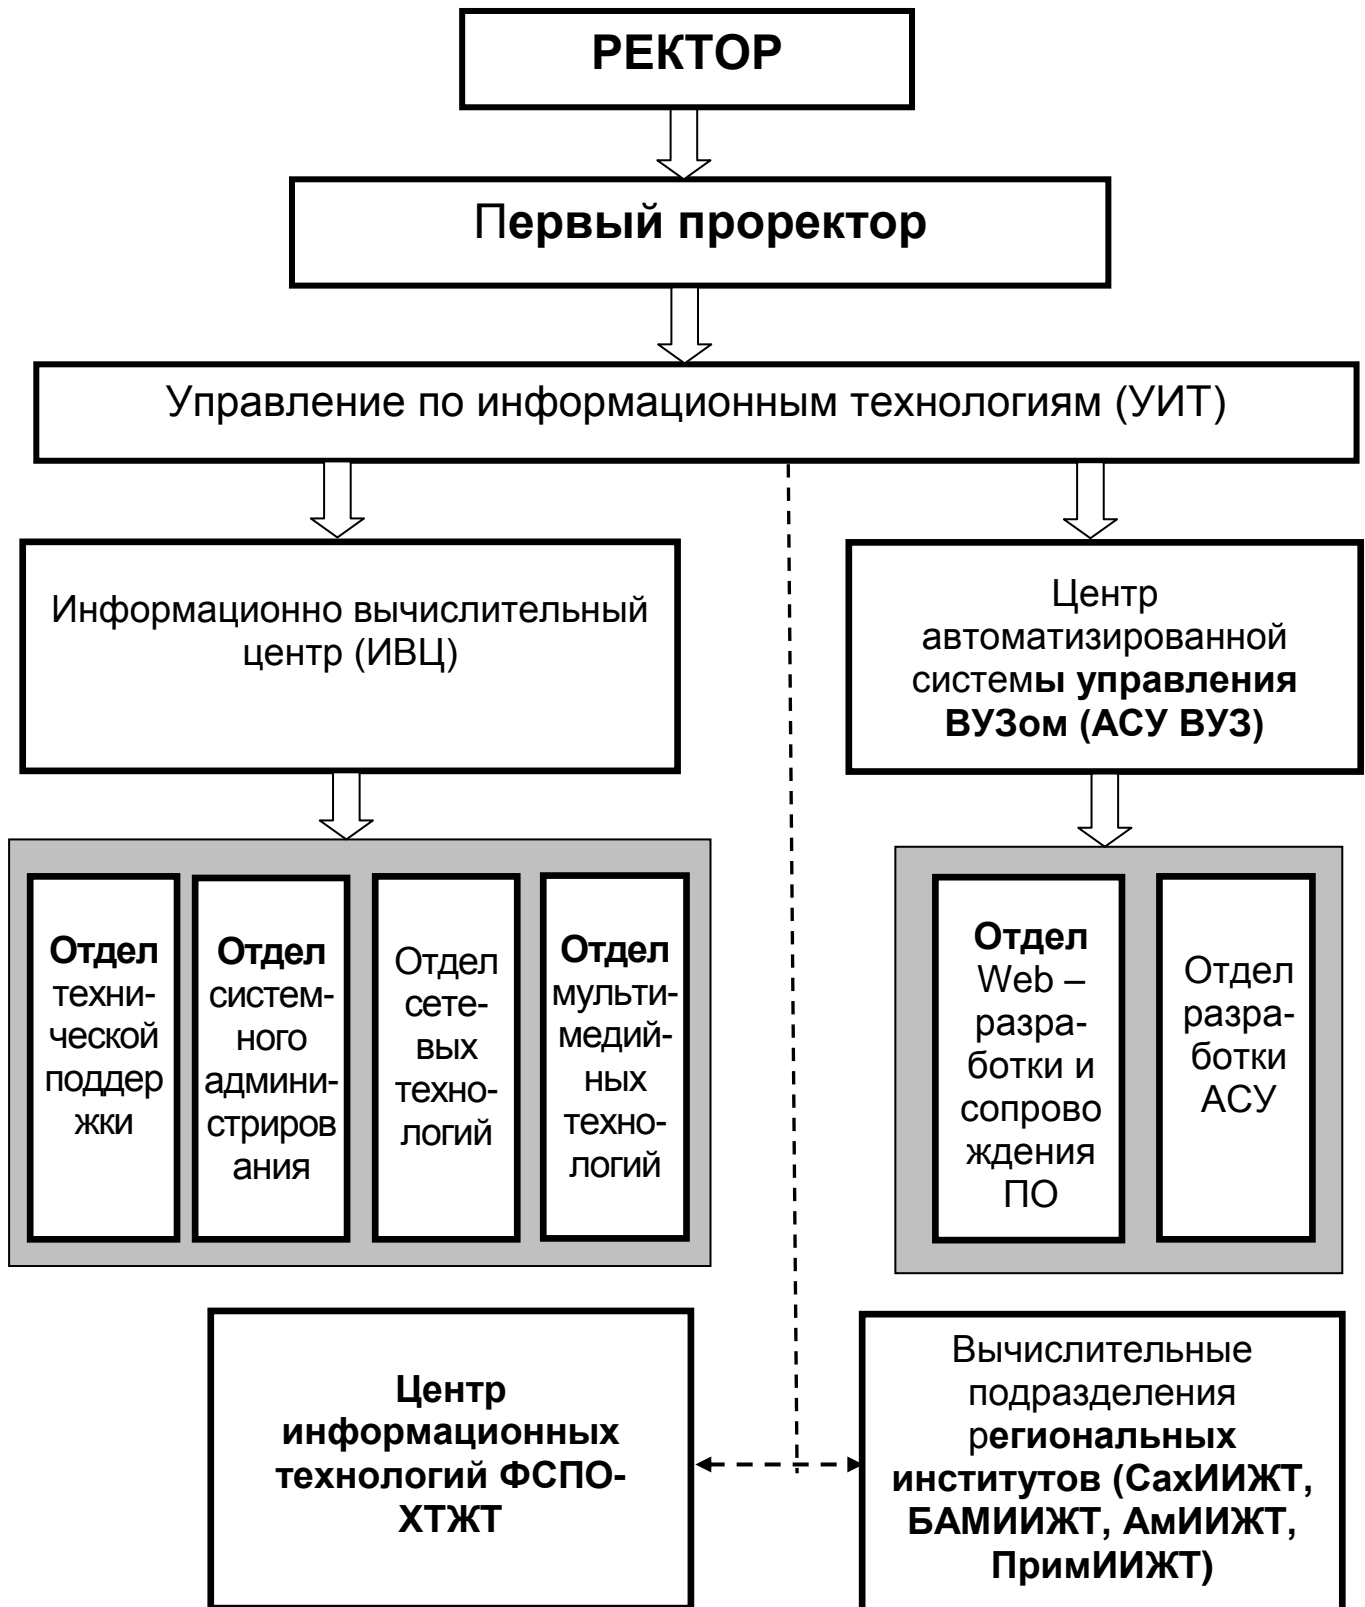 РЕКТОР
Первый проректор
Управление по информационным технологиям (УИТ)
Информационно вычислительный
центр (ИВЦ)
Центр
автоматизированной
системы управления
ВУЗом (АСУ ВУЗ)
Отдел
техни-
ческой
поддер
жки
Отдел
систем-
ного
админи-
стриров
ания
Отдел
сете-
вых
техно-
логий
Отдел
мульти-
медий-
ных
техно-
логий
Отдел
Web –
разра-
ботки и
сопрово
ждения
ПО
Отдел
разра-
ботки
АСУ
Центр
информационных
технологий ФСПО-
ХТЖТ
Вычислительные
подразделения
региональных
институтов (СахИИЖТ,
БАМИИЖТ, АмИИЖТ,
ПримИИЖТ)